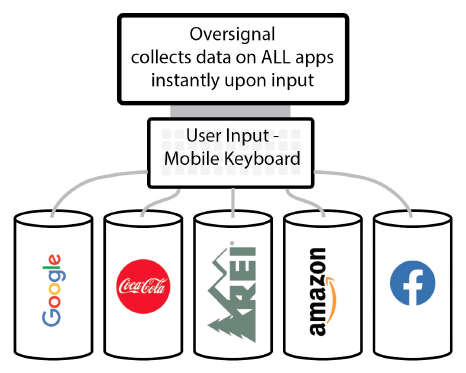 Oversignal
collects data on ALL apps
instantly upon input
User Input -
Mobile Keyboard
Google
Coca-Cola
REI
amazon
f